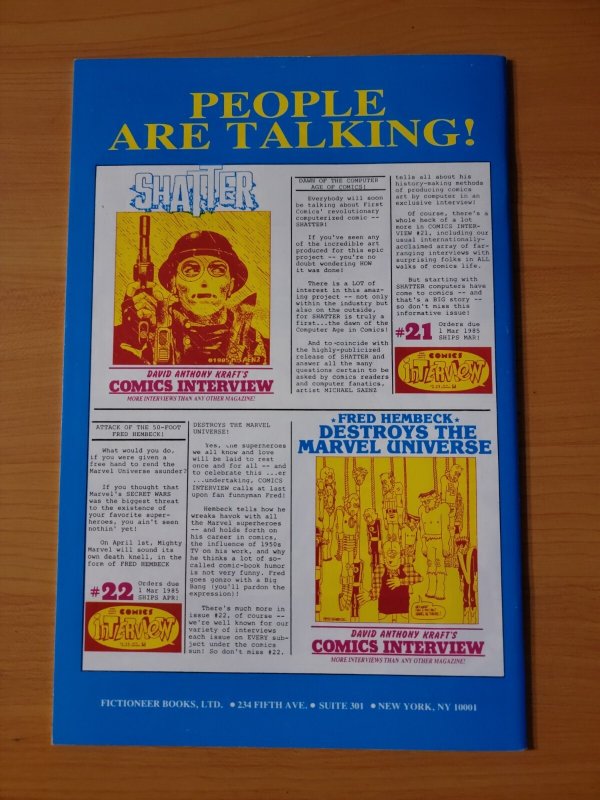 PEOPLE
ARE TALKING!
SHATTER
©1985 M.SAENZ
DAVID ANTHONY KRAFT'S
COMICS INTERVIEW
MORE INTERVIEWS THAN ANY OTHER MAGAZINE!
DAWN OF THE COMPUTER
AGE OF COMICS!
Everybody will soon
be talking about First
Comics' revolutionary
computerized comic --
SHATTER!
If you've seen any
of the incredible art
produced for this epic
project -- you're no
doubt wondering HOW
it was done!
There is a LOT of
interest in this amaz-
ing project -- not only
within the industry but
also on the outside,
for SHATTER is truly a
first...the dawn of the
Computer Age in Comics!
And to coincide with
the highly-publicized
release of SHATTER and
answer all the many
questions certain to be
asked by comics readers
and computer fanatics,
artist MICHAEL SAENZ
tells all about his
history-making methods
of producing comics
art by computer in an
exclusive interview!
Of course, there's a
whole heck of a lot
more in COMICS INTER-
VIEW #21, including our
usual internationally-
acclaimed array of far-
ranging interviews with
surprising folks in ALL
walks of comics life.
But starting with
SHATTER computers have
come to comics -- and
that's a BIG story --
so don't miss this
informative issue!
#21 Orders due
1 Mar 1985
SHIPS MAR!
COMICS
INTERVIEW
ATTACK OF THE 50-FOOT
FRED HEMBECK!
What would you do,
if you were given a
free hand to rend the
Marvel Universe asunder?
If you thought that
Marvel's SECRET WARS
was the biggest threat
to the existence of
your favorite super-
heroes, you ain't seen
nothin' yet!
On April 1st, Mighty
Marvel will sound its
own death knell, in the
form of FRED HEMBECK
#22 Orders due
1 Mar 1985
SHIPS APR!
COMICS
INTERVIEW
DESTROYS THE MARVEL
UNIVERSE!
Yes, the superheroes
we all know and love
will be laid to rest
once and for all -- and
to celebrate this ...er
...undertaking, COMICS
INTERVIEW calls at last
upon fan funnyman Fred!
Hembeck tells how he
wreaks havok with all
the Marvel superheroes
-- and holds forth on
his career in comics,
the influence of 1950s
TV on his work, and why
he thinks a lot of so-
called comic-book humor
is not very funny. Fred
goes gonzo with a Big
Bang (you'll pardon the
expression)!
There's much more in
issue #22, of course --
we're well known for our
variety of interviews
each issue on EVERY sub-
ject under the comics
sun! So don't miss #22.
★FRED HEMBECK★
DESTROYS THE
MARVEL UNIVERSE
DAVID ANTHONY KRAFT'S
COMICS INTERVIEW
MORE INTERVIEWS THAN ANY OTHER MAGAZINE!
FICTIONEER BOOKS, LTD. ● 234 FIFTH AVE. ● SUITE 301 ● NEW YORK, NY 10001